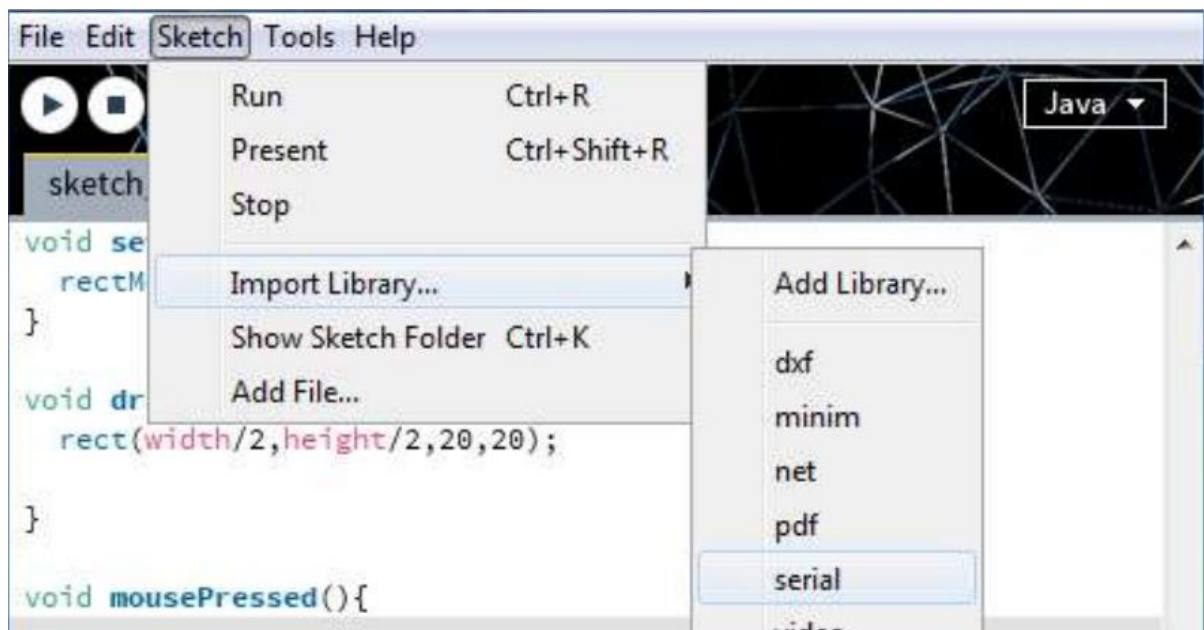 File Edit Sketch Tools Help
Run Ctrl+R
Present Ctrl+Shift+R
Stop
Import Library...
Show Sketch Folder Ctrl+K
Add File...
Java
sketch
void se
rectM
}
void dr
rect(width/2,height/2,20,20);
}
void mousePressed(){
Add Library...
dxf
minim
net
pdf
serial
video